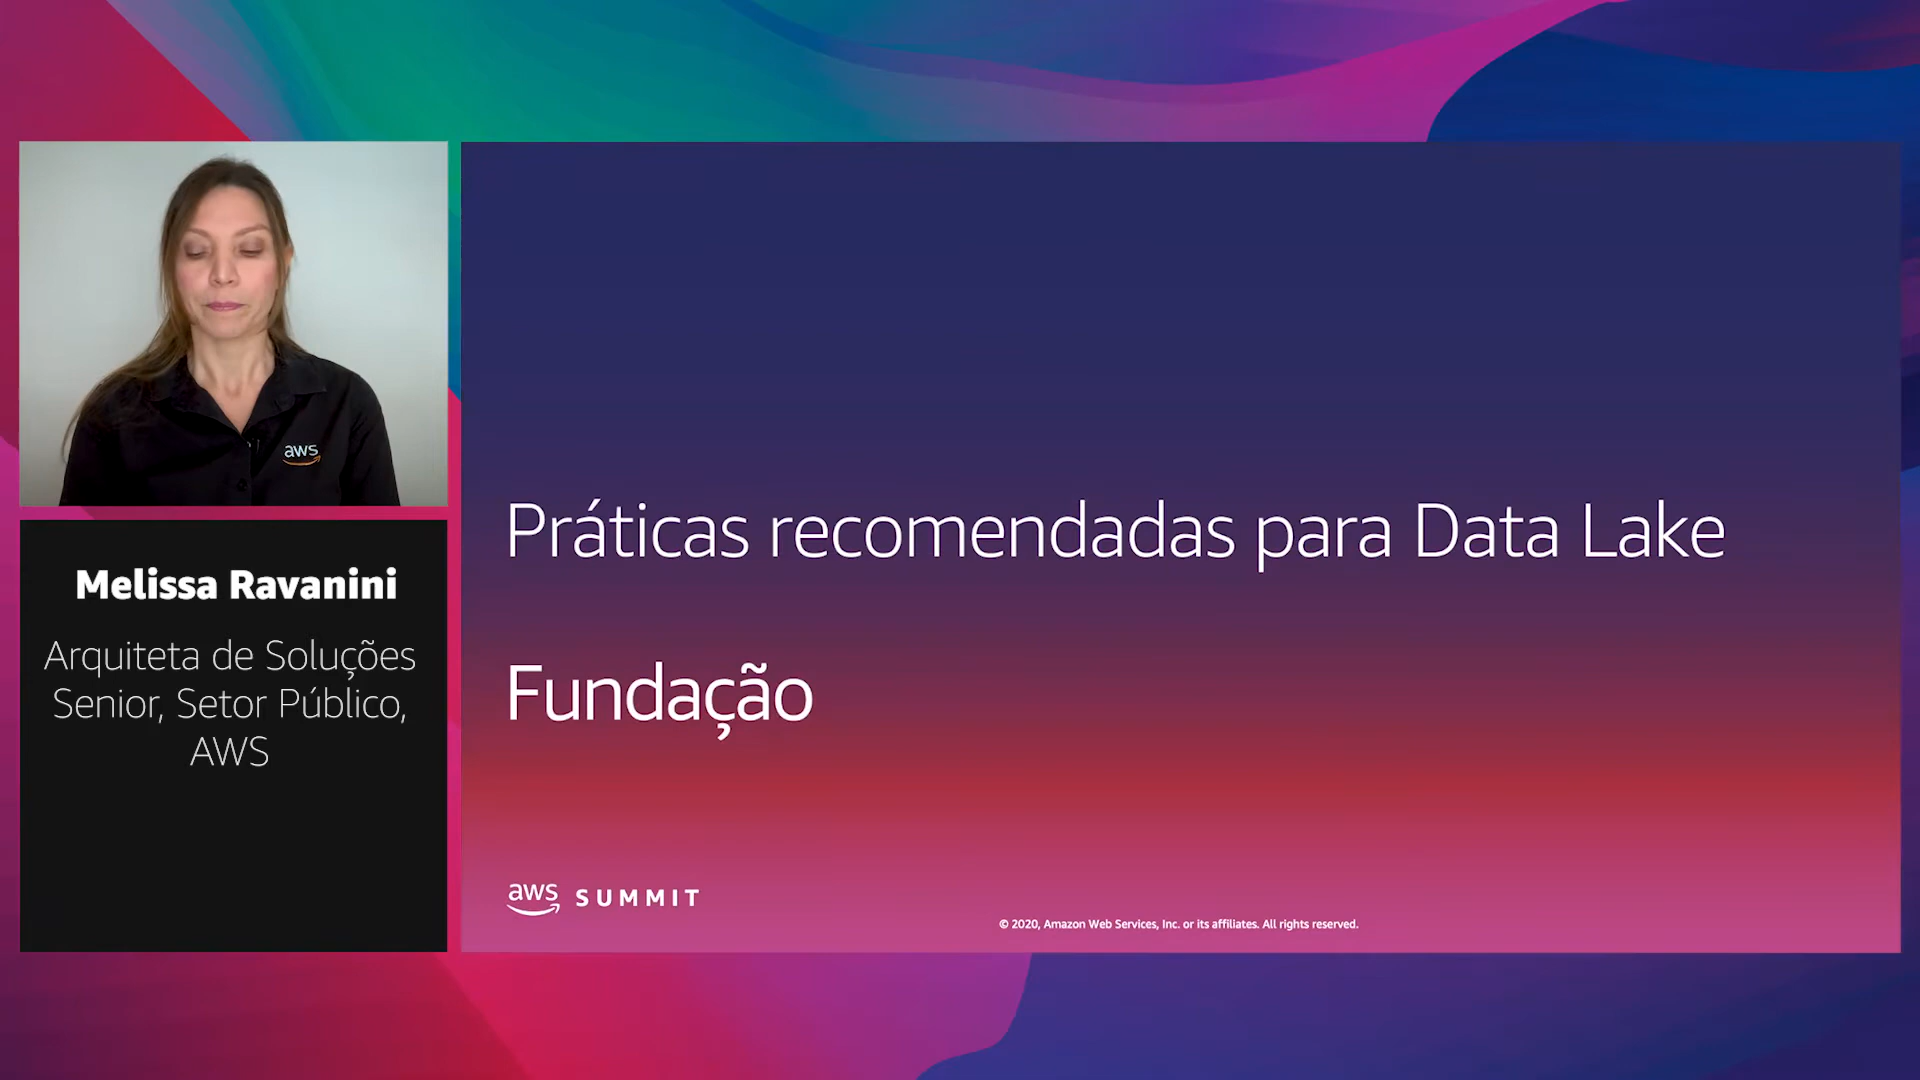 aws
Melissa Ravanini
Arquiteta de Soluções
Senior, Setor Público,
AWS
Práticas recomendadas para Data Lake
Fundação
aws SUMMIT
© 2020, Amazon Web Services, Inc. or its affiliates. All rights reserved.